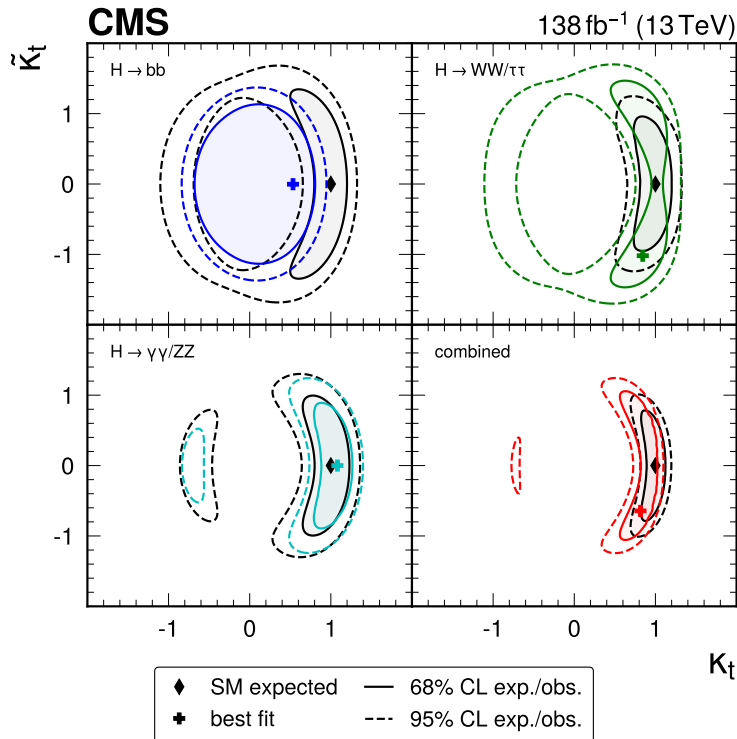 CMS 138 fb⁻¹ (13 TeV)
κ̃t
H → bb
H → WW/ττ
1
0
-1
H → γγ/ZZ
combined
1
0
-1
-1 0 1 -1 0 1
κt
SM expected 68% CL exp./obs.
best fit 95% CL exp./obs.